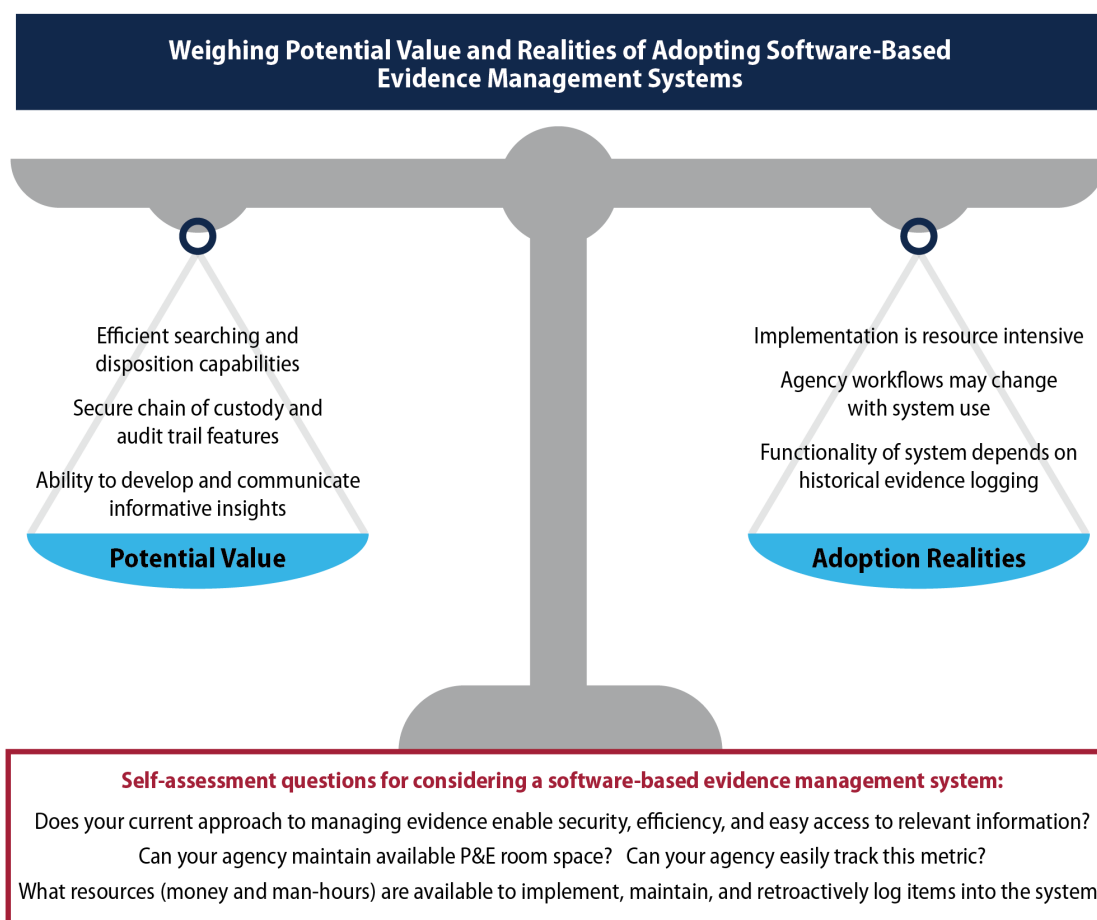 Weighing Potential Value and Realities of Adopting Software-Based
Evidence Management Systems
Efficient searching and
disposition capabilities
Secure chain of custody and
audit trail features
Ability to develop and communicate
informative insights
Potential Value
Implementation is resource intensive
Agency workflows may change
with system use
Functionality of system depends on
historical evidence logging
Adoption Realities
Self-assessment questions for considering a software-based evidence management system:
Does your current approach to managing evidence enable security, efficiency, and easy access to relevant information?
Can your agency maintain available P&E room space? Can your agency easily track this metric?
What resources (money and man-hours) are available to implement, maintain, and retroactively log items into the system